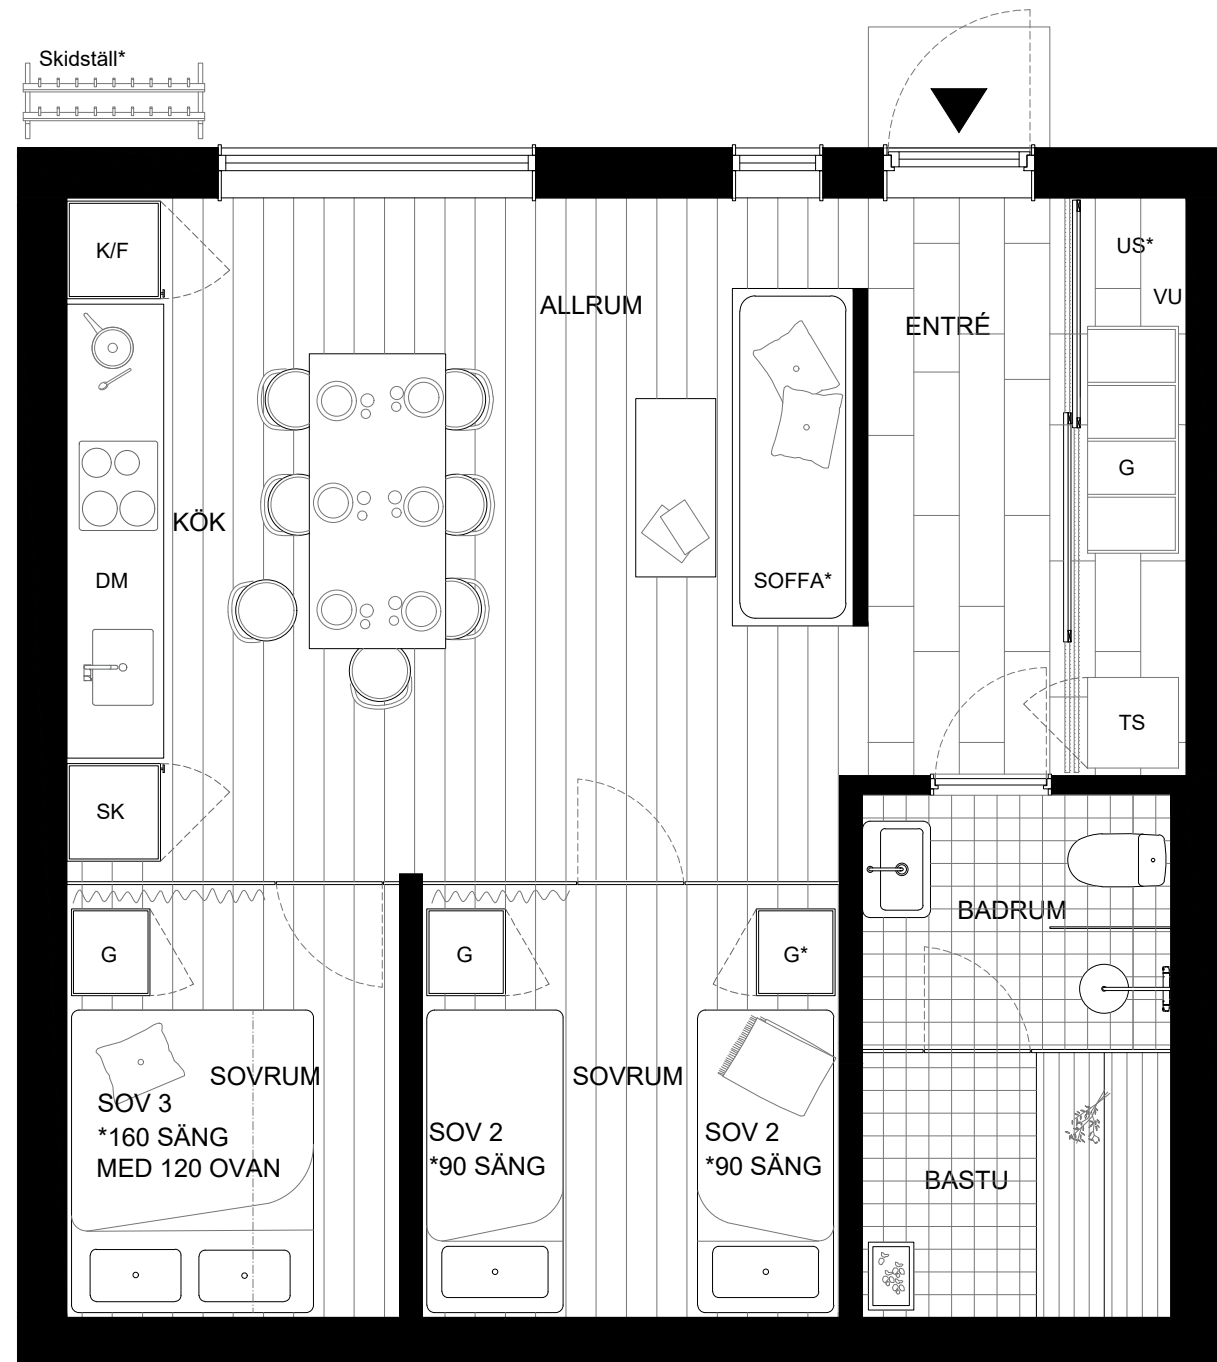 Skidställ*
K/F
US*
VU
ALLRUM
ENTRÉ
G
KÖK
DM
SOFFA*
TS
SK
BADRUM
G
G
G*
SOVRUM
SOV 3
*160 SÄNG
MED 120 OVAN
SOVRUM
SOV 2
*90 SÄNG
SOV 2
*90 SÄNG
BASTU